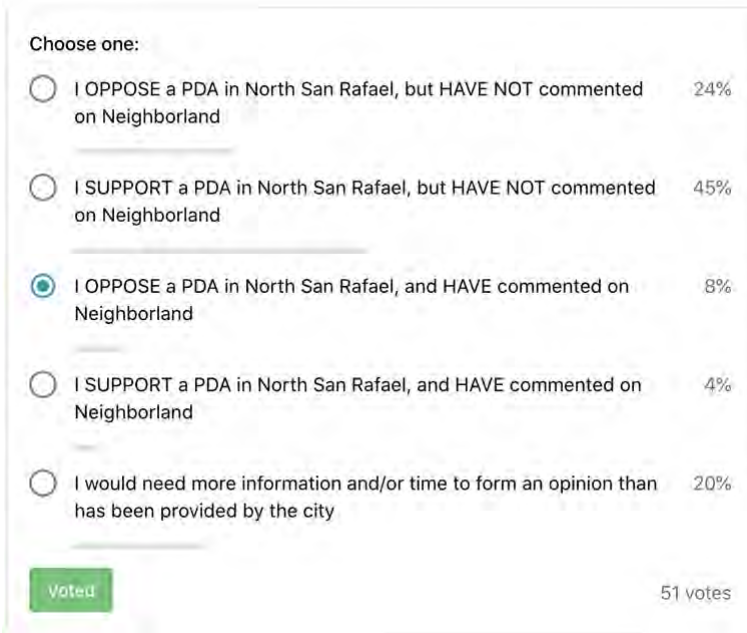 Choose one:
I OPPOSE a PDA in North San Rafael, but HAVE NOT commented
on Neighborland
24%
I SUPPORT a PDA in North San Rafael, but HAVE NOT commented
on Neighborland
45%
I OPPOSE a PDA in North San Rafael, and HAVE commented on
Neighborland
8%
I SUPPORT a PDA in North San Rafael, and HAVE commented on
Neighborland
4%
I would need more information and/or time to form an opinion than
has been provided by the city
20%
Voted
51 votes